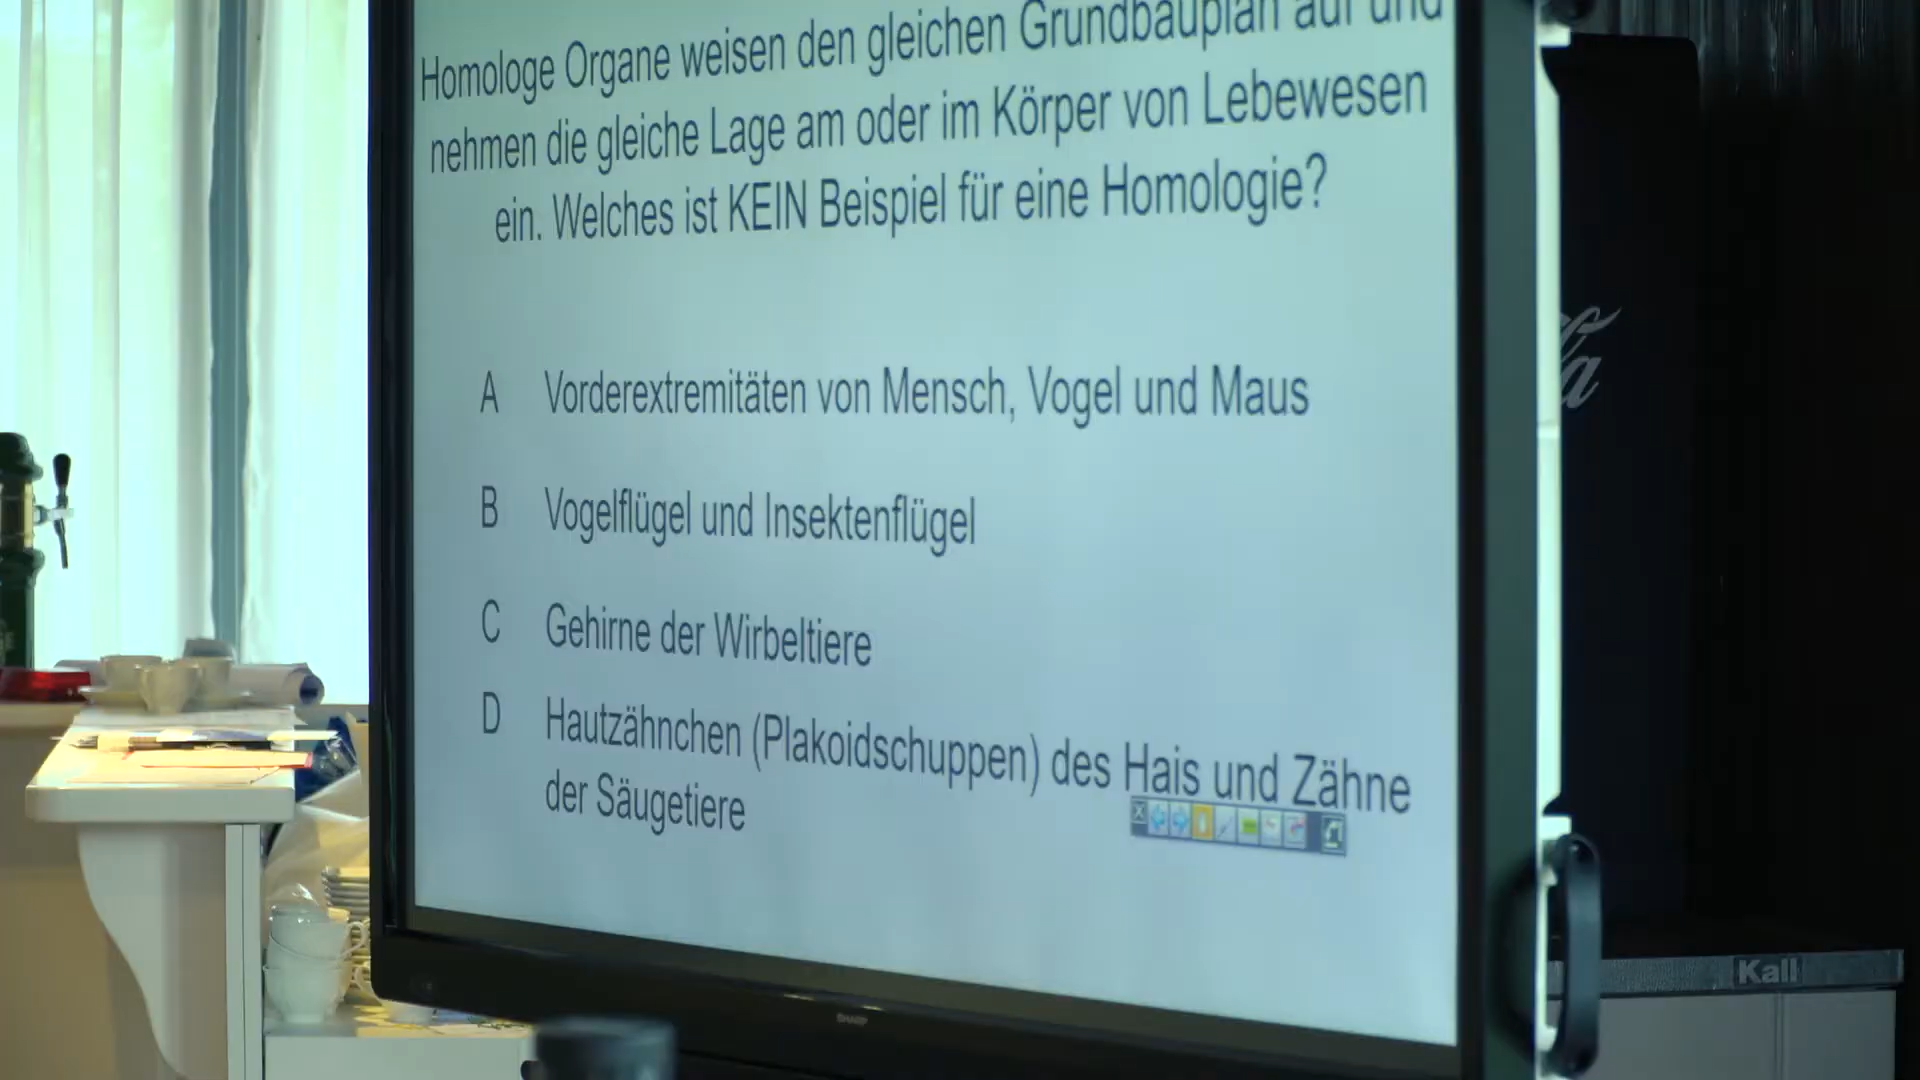 Homologe Organe weisen den gleichen Grundbauplan auf und
nehmen die gleiche Lage am oder im Körper von Lebewesen
ein. Welches ist KEIN Beispiel für eine Homologie?
A Vorderextremitäten von Mensch, Vogel und Maus
B Vogelflügel und Insektenflügel
C Gehirne der Wirbeltiere
D Hautzähnchen (Plakoidschuppen) des Hais und Zähne
der Säugetiere
SHARP
la
Kall